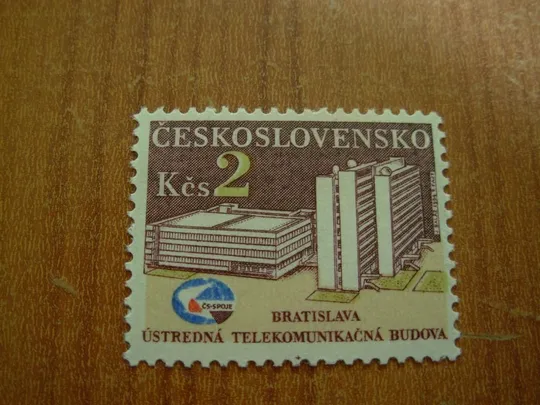 ČESKOSLOVENSKO
Kčs 2
ČS-SPOJE
BRATISLAVA
ÚSTREDNÁ TELEKOMUNIKAČNÁ BUDOVA